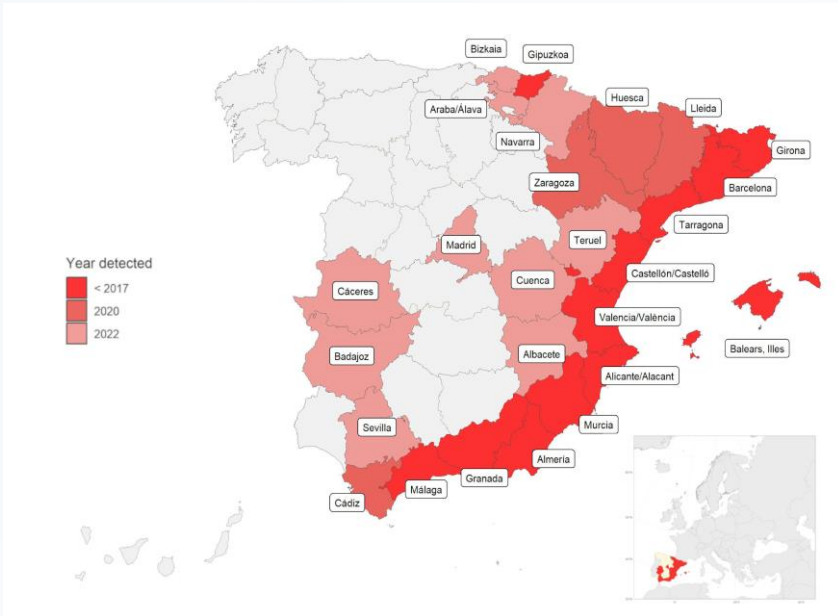 Bizkaia
Gipuzkoa
Huesca
Araba/Álava
Lleida
Navarra
Girona
Zaragoza
Barcelona
Tarragona
Madrid
Teruel
Year detected
< 2017
2020
2022
Castellón/Castelló
Cuenca
Cáceres
Valencia/València
Balears, Illes
Badajoz
Albacete
Alicante/Alacant
Sevilla
Murcia
Almería
Granada
Málaga
Cádiz